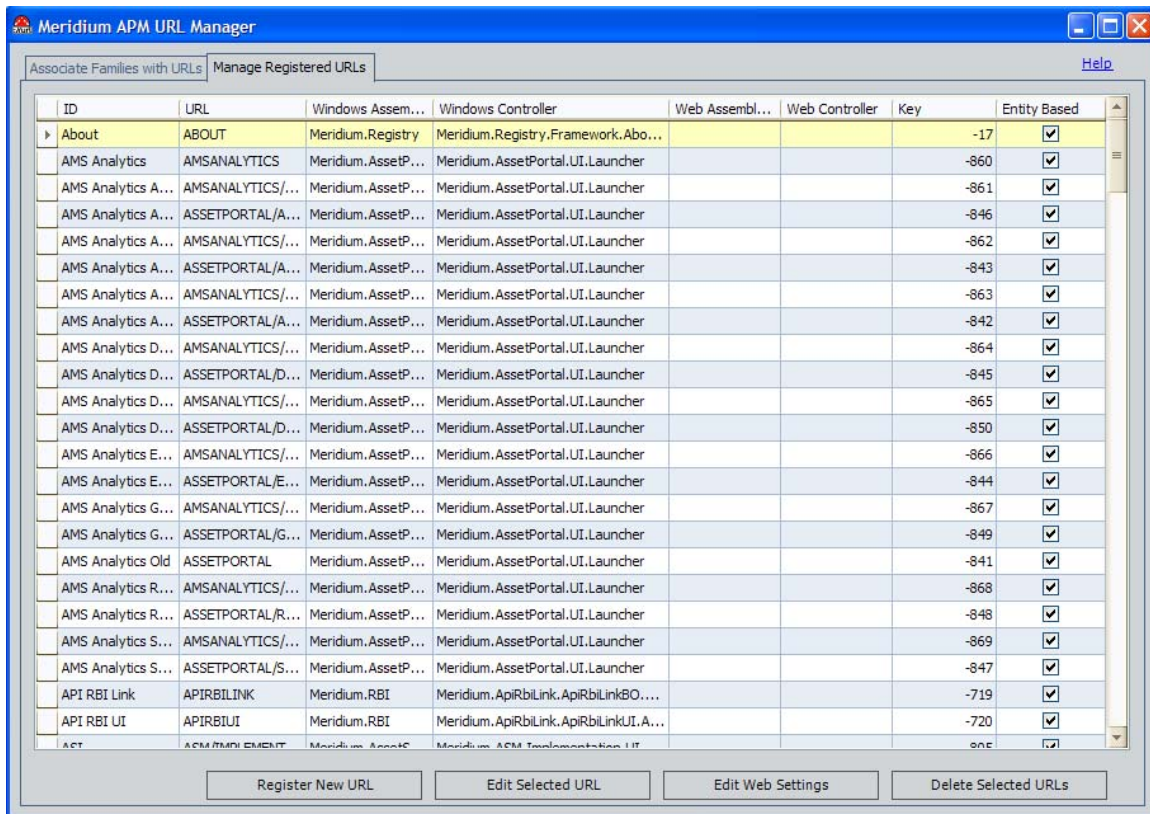 Meridium APM URL Manager
Associate Families with URLs Manage Registered URLs Help
ID URL Windows Assem... Windows Controller Web Assembl... Web Controller Key Entity Based
About ABOUT Meridium.Registry Meridium.Registry.Framework.Abo... -17
AMS Analytics AMSANALYTICS Meridium.AssetP... Meridium.AssetPortal.UI.Launcher -860
AMS Analytics A... AMSANALYTICS/... Meridium.AssetP... Meridium.AssetPortal.UI.Launcher -861
AMS Analytics A... ASSETPORTAL/A... Meridium.AssetP... Meridium.AssetPortal.UI.Launcher -846
AMS Analytics A... AMSANALYTICS/... Meridium.AssetP... Meridium.AssetPortal.UI.Launcher -862
AMS Analytics A... ASSETPORTAL/A... Meridium.AssetP... Meridium.AssetPortal.UI.Launcher -843
AMS Analytics A... AMSANALYTICS/... Meridium.AssetP... Meridium.AssetPortal.UI.Launcher -863
AMS Analytics A... ASSETPORTAL/A... Meridium.AssetP... Meridium.AssetPortal.UI.Launcher -842
AMS Analytics D... AMSANALYTICS/... Meridium.AssetP... Meridium.AssetPortal.UI.Launcher -864
AMS Analytics D... ASSETPORTAL/D... Meridium.AssetP... Meridium.AssetPortal.UI.Launcher -845
AMS Analytics D... AMSANALYTICS/... Meridium.AssetP... Meridium.AssetPortal.UI.Launcher -865
AMS Analytics D... ASSETPORTAL/D... Meridium.AssetP... Meridium.AssetPortal.UI.Launcher -850
AMS Analytics E... AMSANALYTICS/... Meridium.AssetP... Meridium.AssetPortal.UI.Launcher -866
AMS Analytics E... ASSETPORTAL/E... Meridium.AssetP... Meridium.AssetPortal.UI.Launcher -844
AMS Analytics G... AMSANALYTICS/... Meridium.AssetP... Meridium.AssetPortal.UI.Launcher -867
AMS Analytics G... ASSETPORTAL/G... Meridium.AssetP... Meridium.AssetPortal.UI.Launcher -849
AMS Analytics Old ASSETPORTAL Meridium.AssetP... Meridium.AssetPortal.UI.Launcher -841
AMS Analytics R... AMSANALYTICS/... Meridium.AssetP... Meridium.AssetPortal.UI.Launcher -868
AMS Analytics R... ASSETPORTAL/R... Meridium.AssetP... Meridium.AssetPortal.UI.Launcher -848
AMS Analytics S... AMSANALYTICS/... Meridium.AssetP... Meridium.AssetPortal.UI.Launcher -869
AMS Analytics S... ASSETPORTAL/S... Meridium.AssetP... Meridium.AssetPortal.UI.Launcher -847
API RBI Link APIRBILINK Meridium.RBI Meridium.ApiRbiLink.ApiRbiLinkBO.... -719
API RBI UI APIRBIUI Meridium.RBI Meridium.ApiRbiLink.ApiRbiLinkUI.A... -720
ASI ASM/IMPLEMENT Meridium.AssetS Meridium.ASM.Implementation.UI
Register New URL Edit Selected URL Edit Web Settings Delete Selected URLs